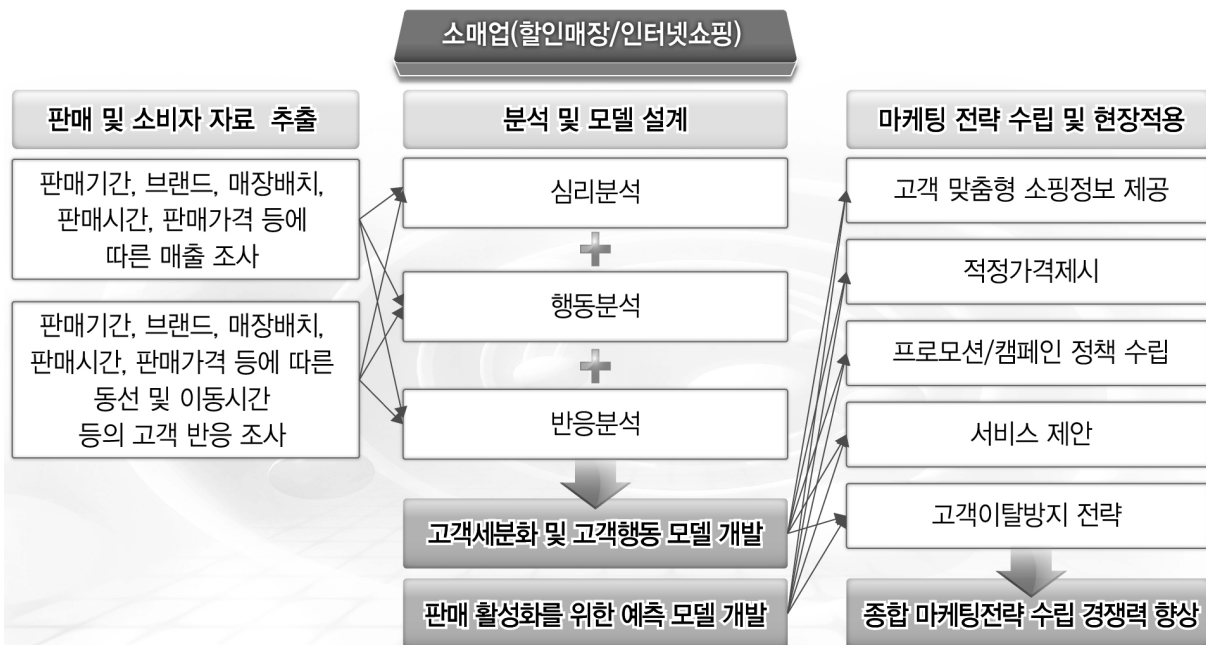 소매업(할인매장/인터넷쇼핑)
판매 및 소비자 자료 추출
판매기간, 브랜드, 매장배치,
판매시간, 판매가격 등에
따른 매출 조사
판매기간, 브랜드, 매장배치,
판매시간, 판매가격 등에 따른
동선 및 이동시간
등의 고객 반응 조사
분석 및 모델 설계
심리분석
+
행동분석
+
반응분석
고객세분화 및 고객행동 모델 개발
판매 활성화를 위한 예측 모델 개발
마케팅 전략 수립 및 현장적용
고객 맞춤형 쇼핑정보 제공
적정가격제시
프로모션/캠페인 정책 수립
서비스 제안
고객이탈방지 전략
종합 마케팅전략 수립 경쟁력 향상